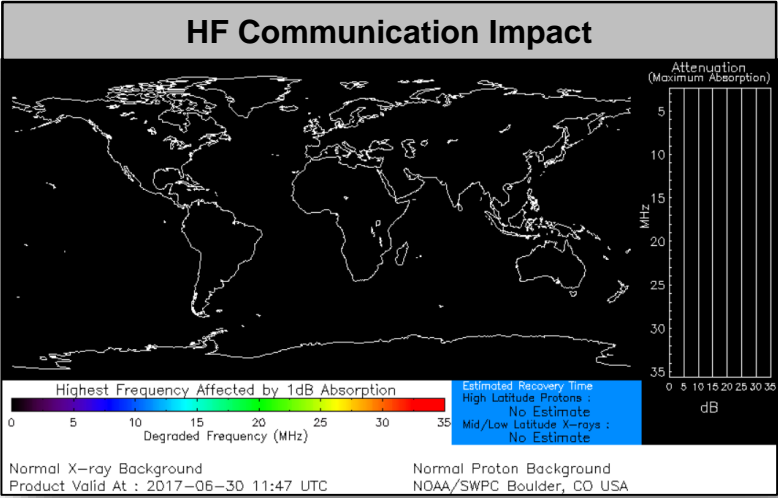 HF Communication Impact
Attenuation
(Maximum Absorption)
5
10
15
MHz
20
25
30
35
0 5 10 15 20 25 30 35
dB
Highest Frequency Affected by 1dB Absorption
0 5 10 15 20 25 30 35
Degraded Frequency (MHz)
Estimated Recovery Time
High Latitude Protons :
No Estimate
Mid/Low Latitude X-rays :
No Estimate
Normal X-ray Background
Normal Proton Background
Product Valid At : 2017-06-30 11:47 UTC
NOAA/SWPC Boulder, CO USA